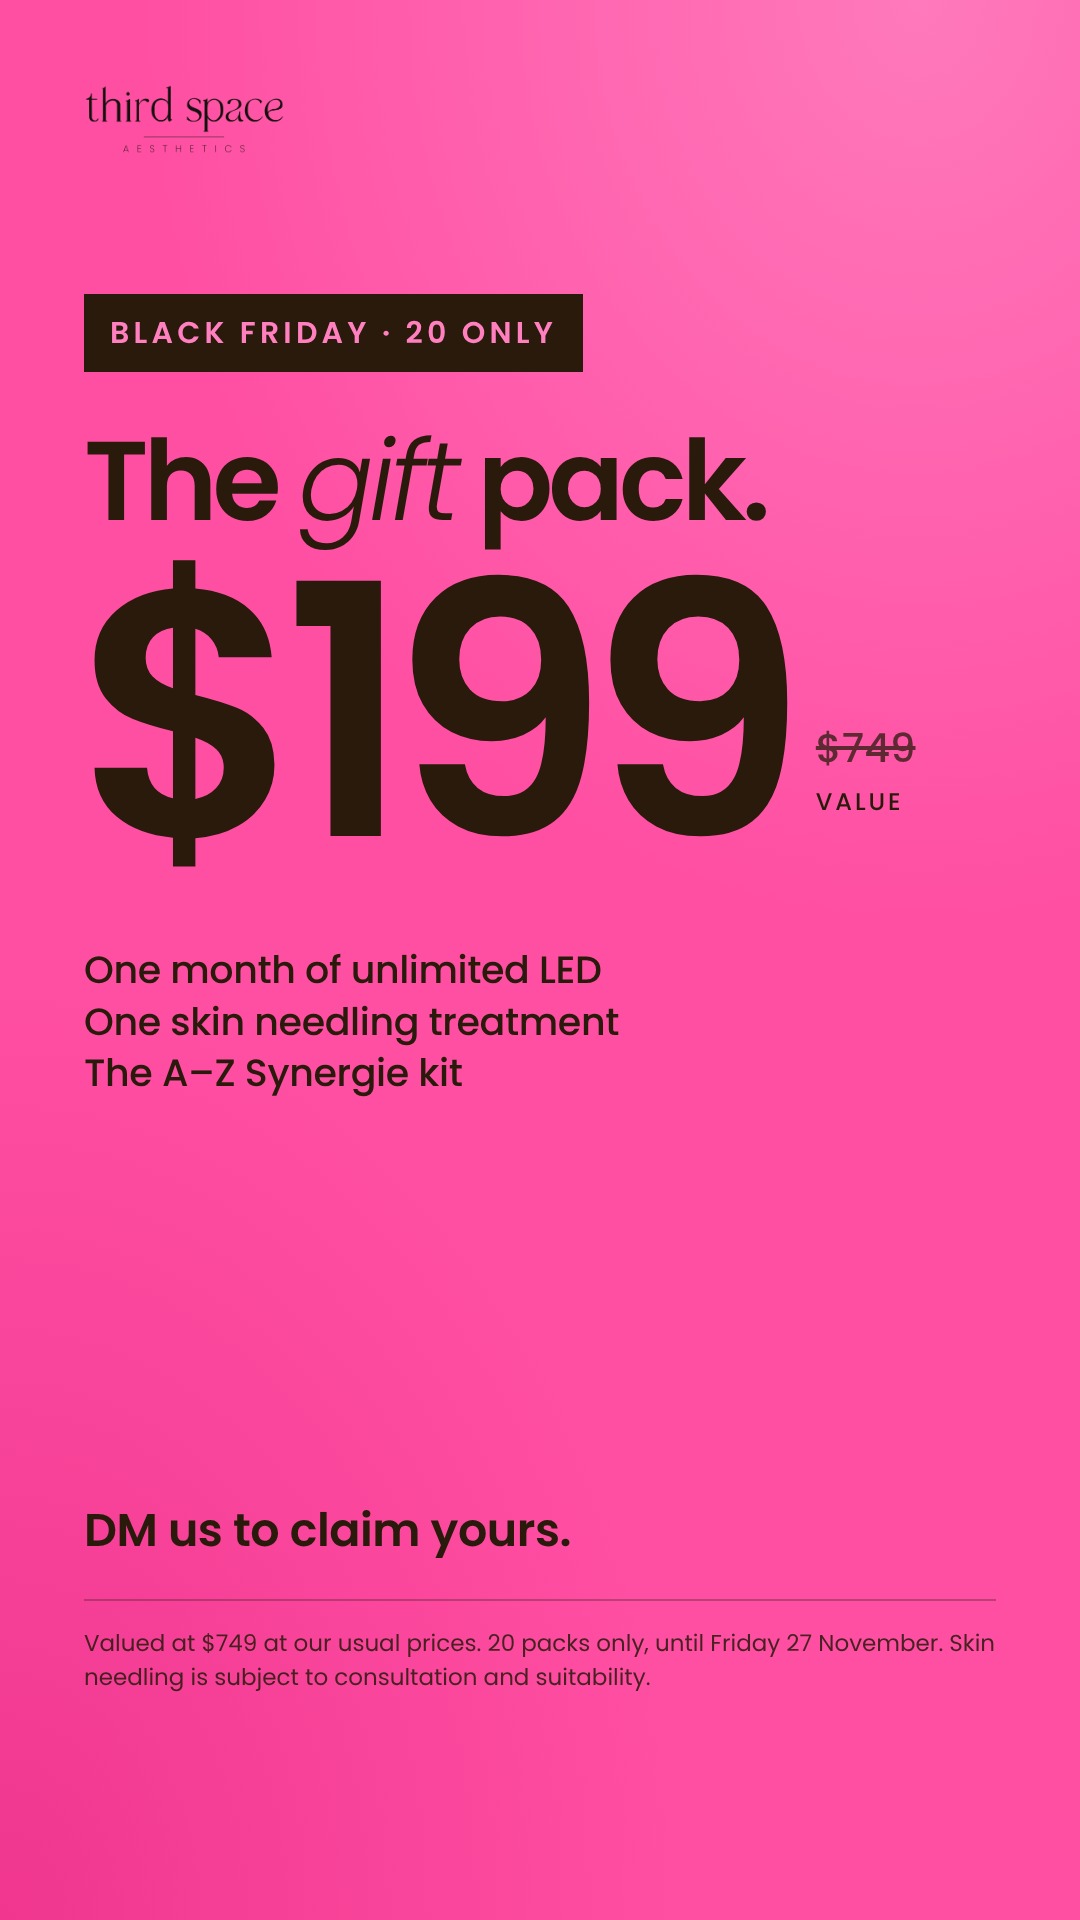 third space
AESTHETICS
BLACK FRIDAY · 20 ONLY
The gift pack.
$199
$749
VALUE
One month of unlimited LED
One skin needling treatment
The A–Z Synergie kit
DM us to claim yours.
Valued at $749 at our usual prices. 20 packs only, until Friday 27 November. Skin
needling is subject to consultation and suitability.